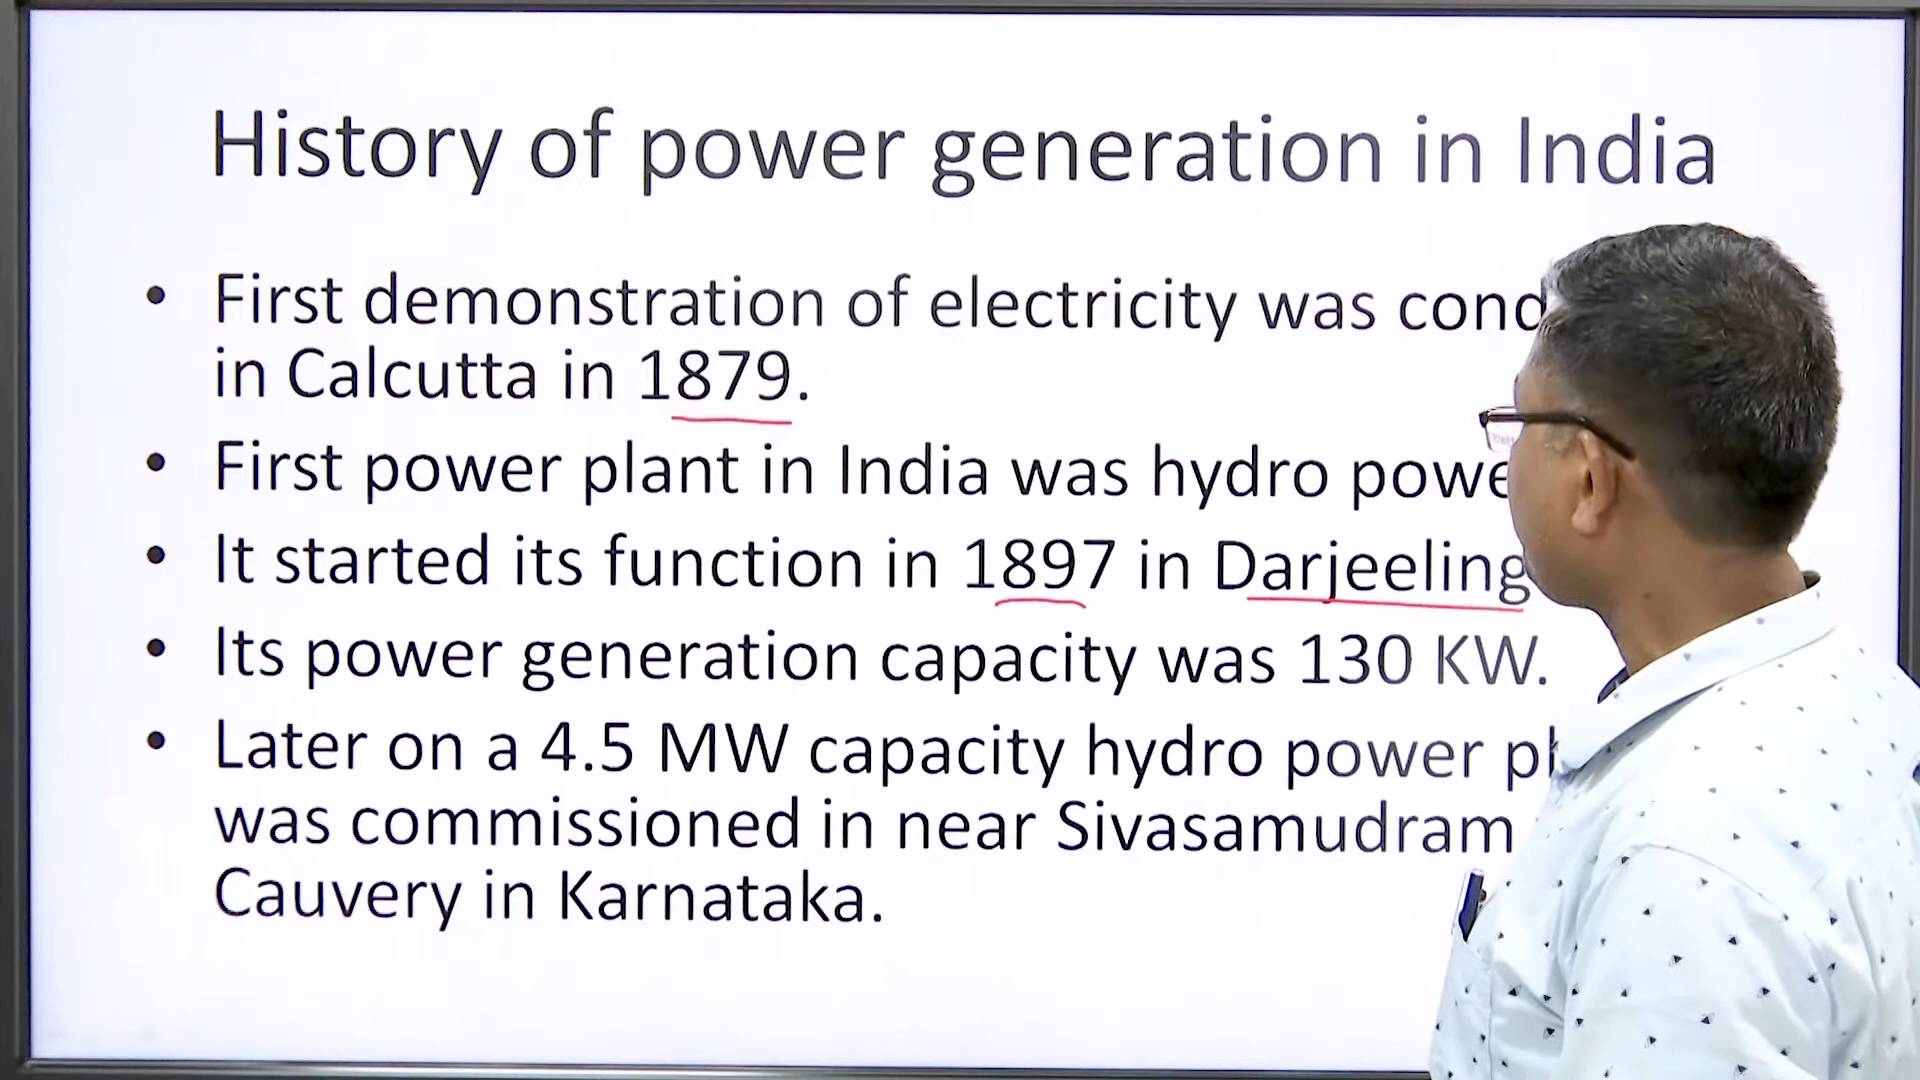 History of power generation in India
• First demonstration of electricity was
in Calcutta in 1879.
• First power plant in India was hydro
• It started its function in 1897 in Darjeeling
• Its power generation capacity was 130 KW.
• Later on a 4.5 MW capacity hydro power
was commissioned in near Sivasamudram
Cauvery in Karnataka.